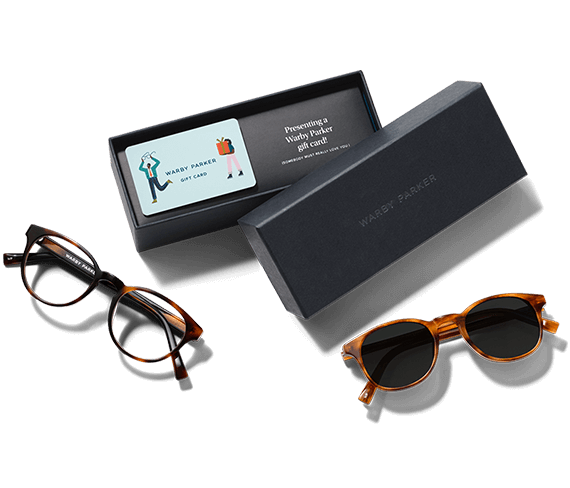 Presenting a
Warby Parker
gift card!
(SOMEBODY MUST REALLY LOVE YOU.)
WARBY PARKER
GIFT CARD
WARBY PARKER
WARBY PARKER